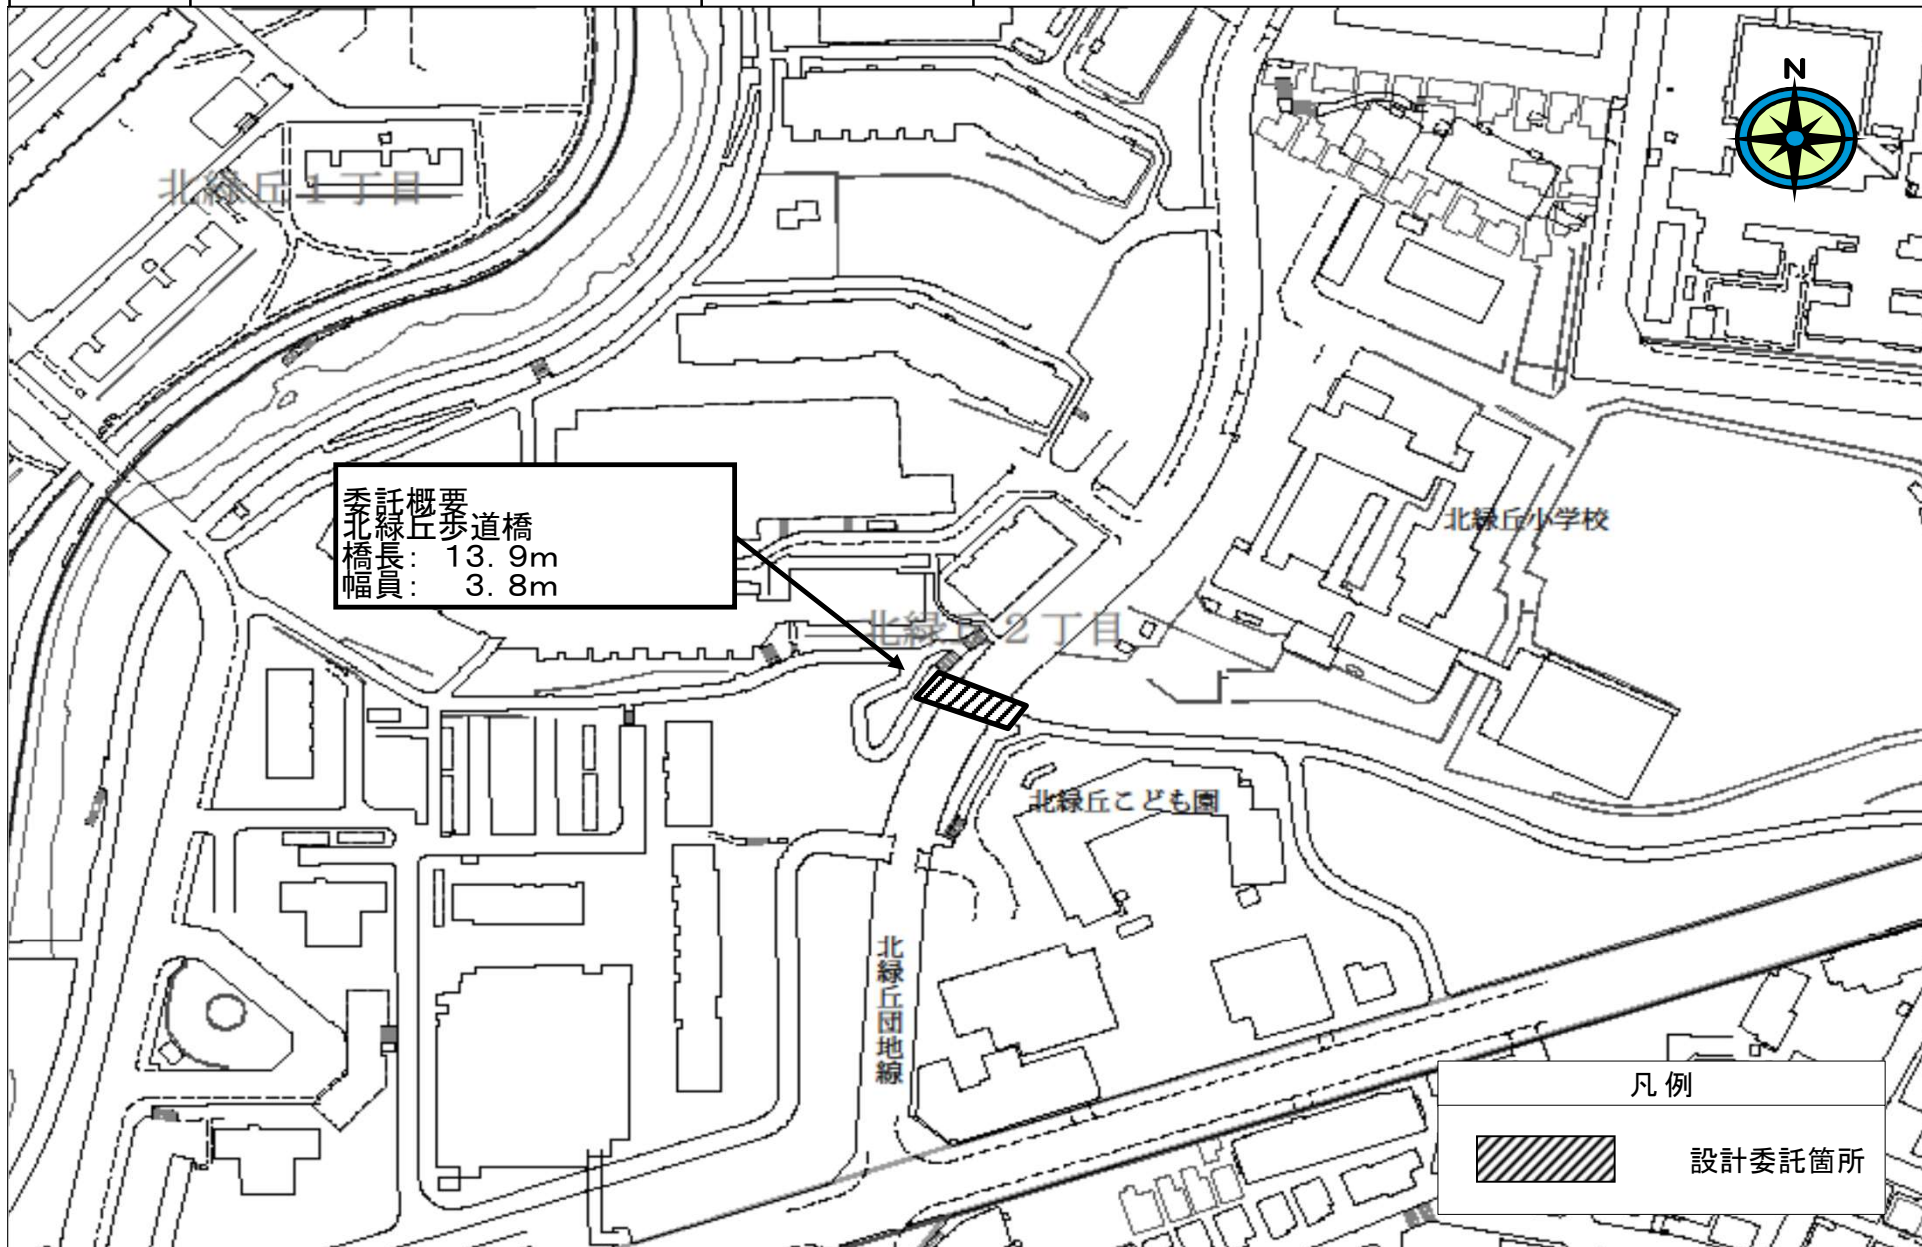 N
北緑丘1丁目
委託概要
北緑丘歩道橋
橋長： 13.9m
幅員： 3.8m
北緑丘小学校
北緑丘2丁目
北緑丘こども園
北緑丘団地線
凡例
設計委託箇所